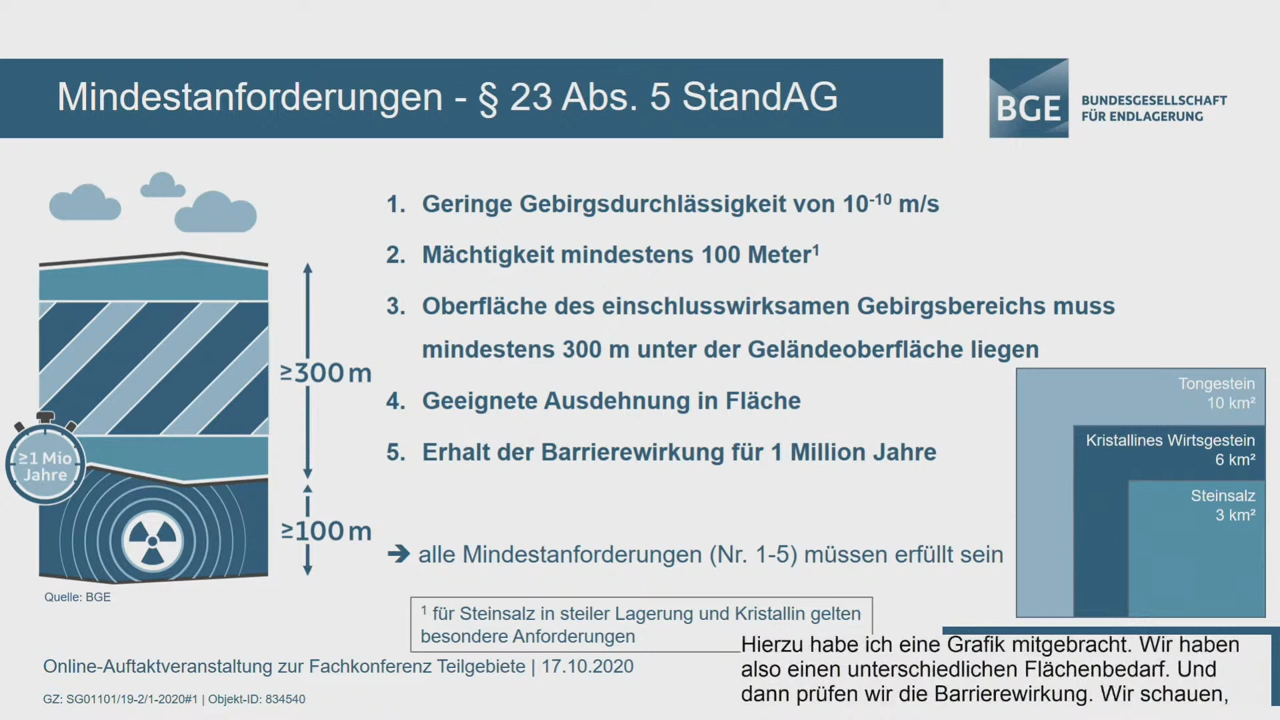 Mindestanforderungen - § 23 Abs. 5 StandAG
BGE
BUNDESGESELLSCHAFT
FÜR ENDLAGERUNG
1. Geringe Gebirgsdurchlässigkeit von 10⁻¹⁰ m/s
2. Mächtigkeit mindestens 100 Meter¹
3. Oberfläche des einschlusswirksamen Gebirgsbereichs muss
mindestens 300 m unter der Geländeoberfläche liegen
4. Geeignete Ausdehnung in Fläche
5. Erhalt der Barrierewirkung für 1 Million Jahre
➔ alle Mindestanforderungen (Nr. 1-5) müssen erfüllt sein
¹ für Steinsalz in steiler Lagerung und Kristallin gelten
besondere Anforderungen
≥300 m
≥1 Mio
Jahre
≥100 m
Quelle: BGE
Tongestein
10 km²
Kristallines Wirtsgestein
6 km²
Steinsalz
3 km²
Online-Auftaktveranstaltung zur Fachkonferenz Teilgebiete | 17.10.2020
GZ: SG01101/19-2/1-2020#1 | Objekt-ID: 834540
Hierzu habe ich eine Grafik mitgebracht. Wir haben
also einen unterschiedlichen Flächenbedarf. Und
dann prüfen wir die Barrierewirkung. Wir schauen,